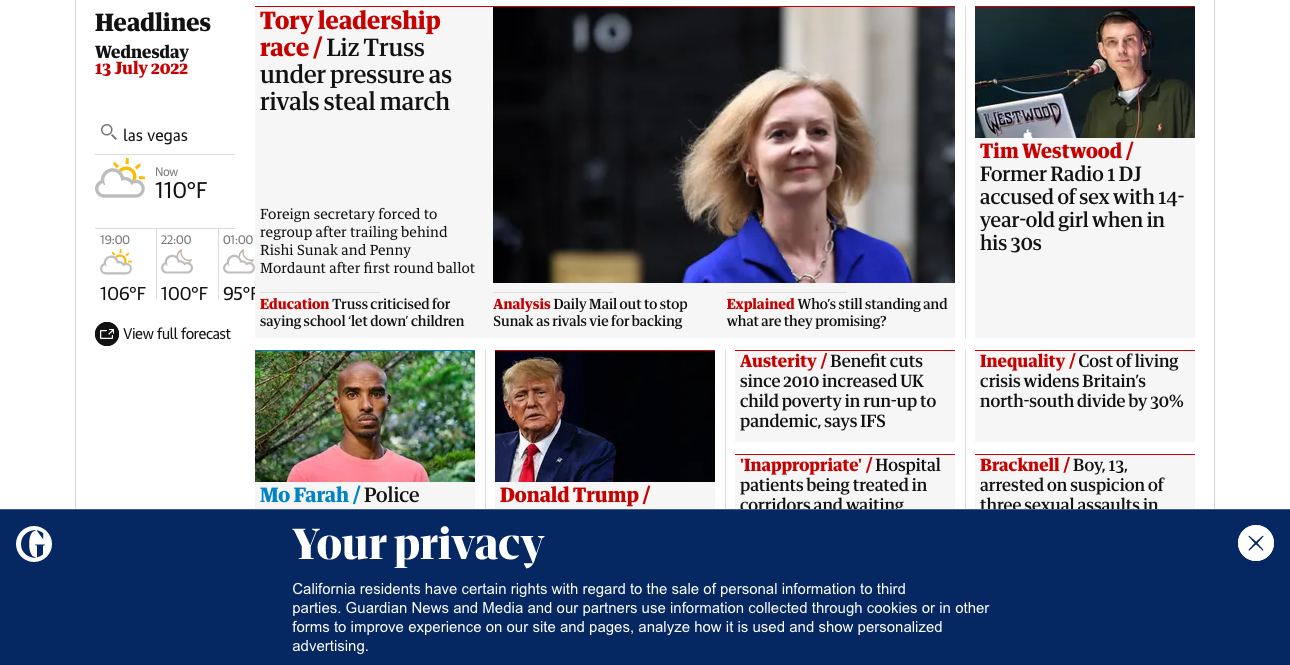 Headlines
Wednesday
13 July 2022
las vegas
Now
110°F
19:00
22:00
01:00
106°F
100°F
95°F
View full forecast
Tory leadership
race / Liz Truss
under pressure as
rivals steal march
Foreign secretary forced to
regroup after trailing behind
Rishi Sunak and Penny
Mordaunt after first round ballot
Education Truss criticised for
saying school ‘let down’ children
10
Analysis Daily Mail out to stop
Sunak as rivals vie for backing
Explained Who’s still standing and
what are they promising?
WESTWOOD
Tim Westwood /
Former Radio 1 DJ
accused of sex with 14-
year-old girl when in
his 30s
Mo Farah / Police
Donald Trump /
Austerity / Benefit cuts
since 2010 increased UK
child poverty in run-up to
pandemic, says IFS
Inequality / Cost of living
crisis widens Britain’s
north-south divide by 30%
'Inappropriate' / Hospital
patients being treated in
corridors and waiting
Bracknell / Boy, 13,
arrested on suspicion of
three sexual assaults in
G
Your privacy
California residents have certain rights with regard to the sale of personal information to third
parties. Guardian News and Media and our partners use information collected through cookies or in other
forms to improve experience on our site and pages, analyze how it is used and show personalized
advertising.